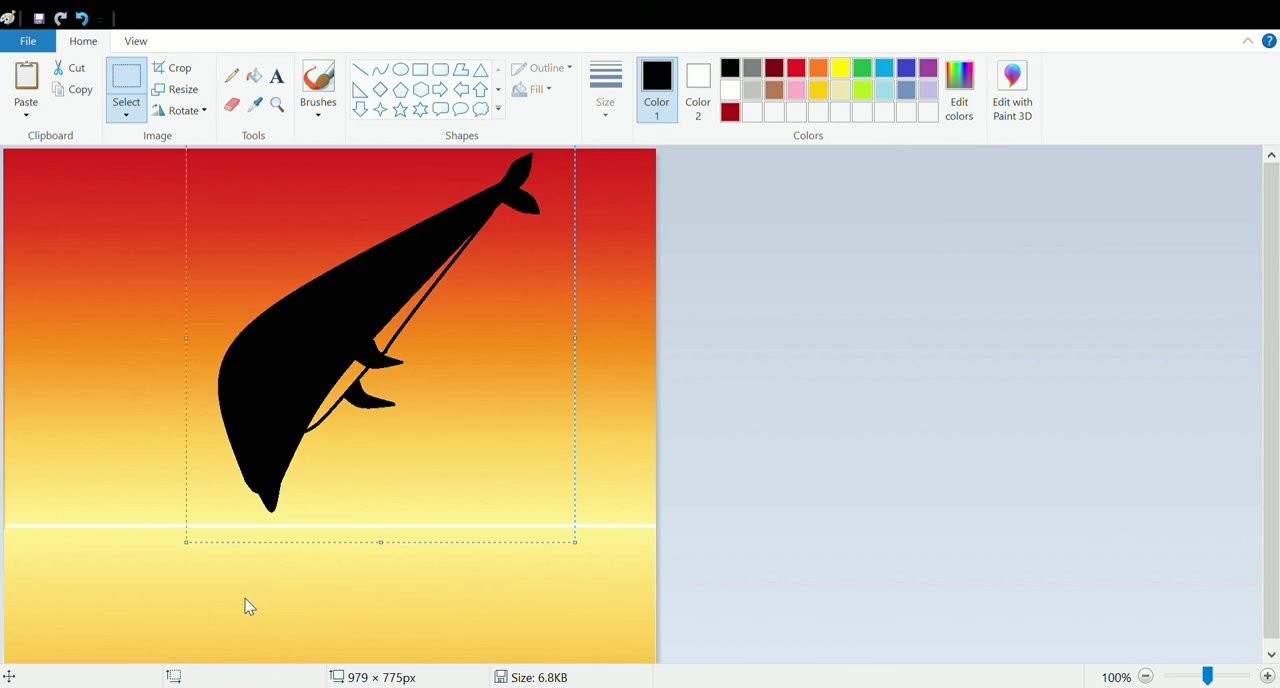 File Home View
Paste
Cut
Copy
Clipboard
Select
Crop
Resize
Rotate
Image
A
Tools
Brushes
Shapes
Outline
Fill
Size
Color
1
Color
2
Colors
Edit
colors
Edit with
Paint 3D
?
979 × 775px
Size: 6.8KB
100%